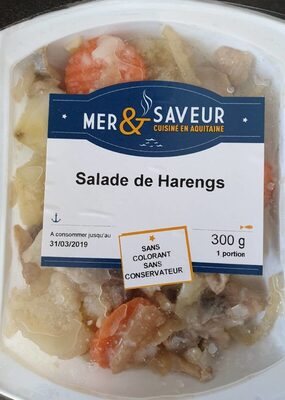 MER & SAVEUR
CUISINÉ EN AQUITAINE
Salade de Harengs
A consommer jusqu'au
31/03/2019
300 g
1 portion
SANS
COLORANT
SANS
CONSERVATEUR